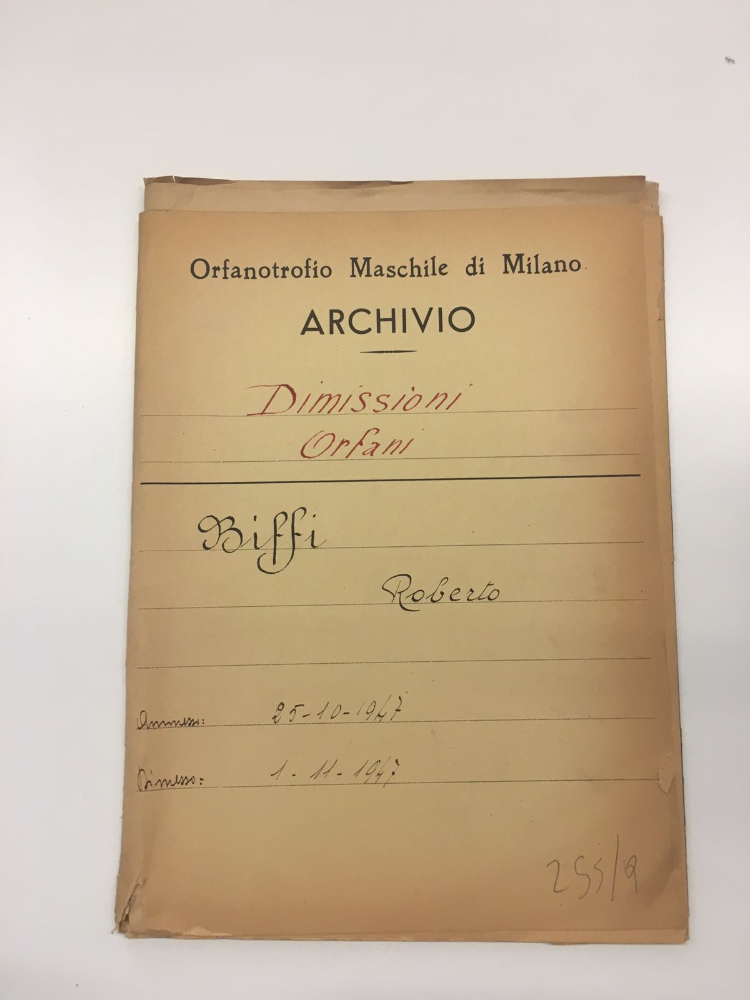 Orfanotrofio Maschile di Milano
ARCHIVIO
Dimissioni
Orfani
Biffi
Roberto
Ammesso: 25-10-1947
Dimesso: 1-11-1947
255/9